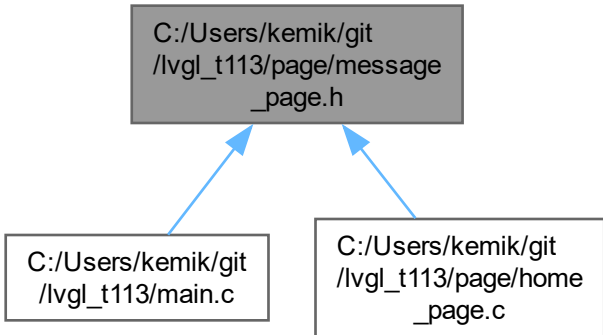 C:/Users/kemik/git
/lvgl_t113/page/message
_page.h
C:/Users/kemik/git
/lvgl_t113/main.c
C:/Users/kemik/git
/lvgl_t113/page/home
_page.c